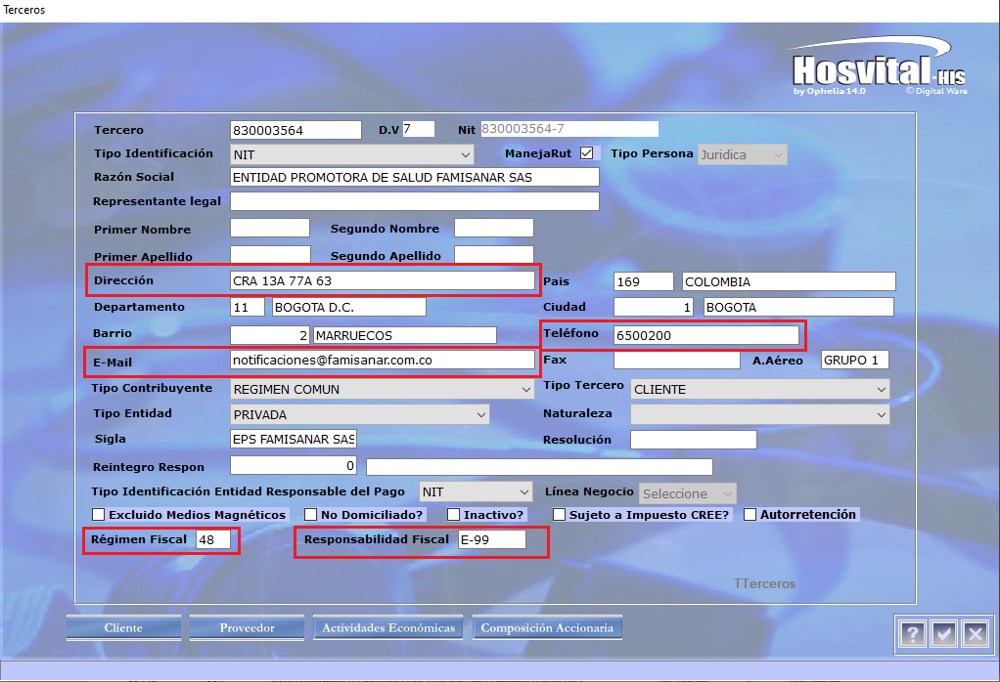 Terceros
Hosvital-HIS
by Ophelia 14.0 © Digital Ware
Tercero 830003564 D.V 7 Nit 830003564-7
Tipo Identificación NIT ManejaRut Tipo Persona Juridica
Razón Social ENTIDAD PROMOTORA DE SALUD FAMISANAR SAS
Representante legal
Primer Nombre Segundo Nombre
Primer Apellido Segundo Apellido
Dirección CRA 13A 77A 63 Pais 169 COLOMBIA
Departamento 11 BOGOTA D.C. Ciudad 1 BOGOTA
Barrio 2 MARRUECOS Teléfono 6500200
E-Mail notificaciones@famisanar.com.co Fax A.Aéreo GRUPO 1
Tipo Contribuyente REGIMEN COMUN Tipo Tercero CLIENTE
Tipo Entidad PRIVADA Naturaleza
Sigla EPS FAMISANAR SAS Resolución
Reintegro Respon 0
Tipo Identificación Entidad Responsable del Pago NIT Línea Negocio Seleccione
Excluido Medios Magnéticos No Domiciliado? Inactivo? Sujeto a Impuesto CREE? Autorretención
Régimen Fiscal 48 Responsabilidad Fiscal E-99
TTerceros
Cliente Proveedor Actividades Económicas Composición Accionaria
?